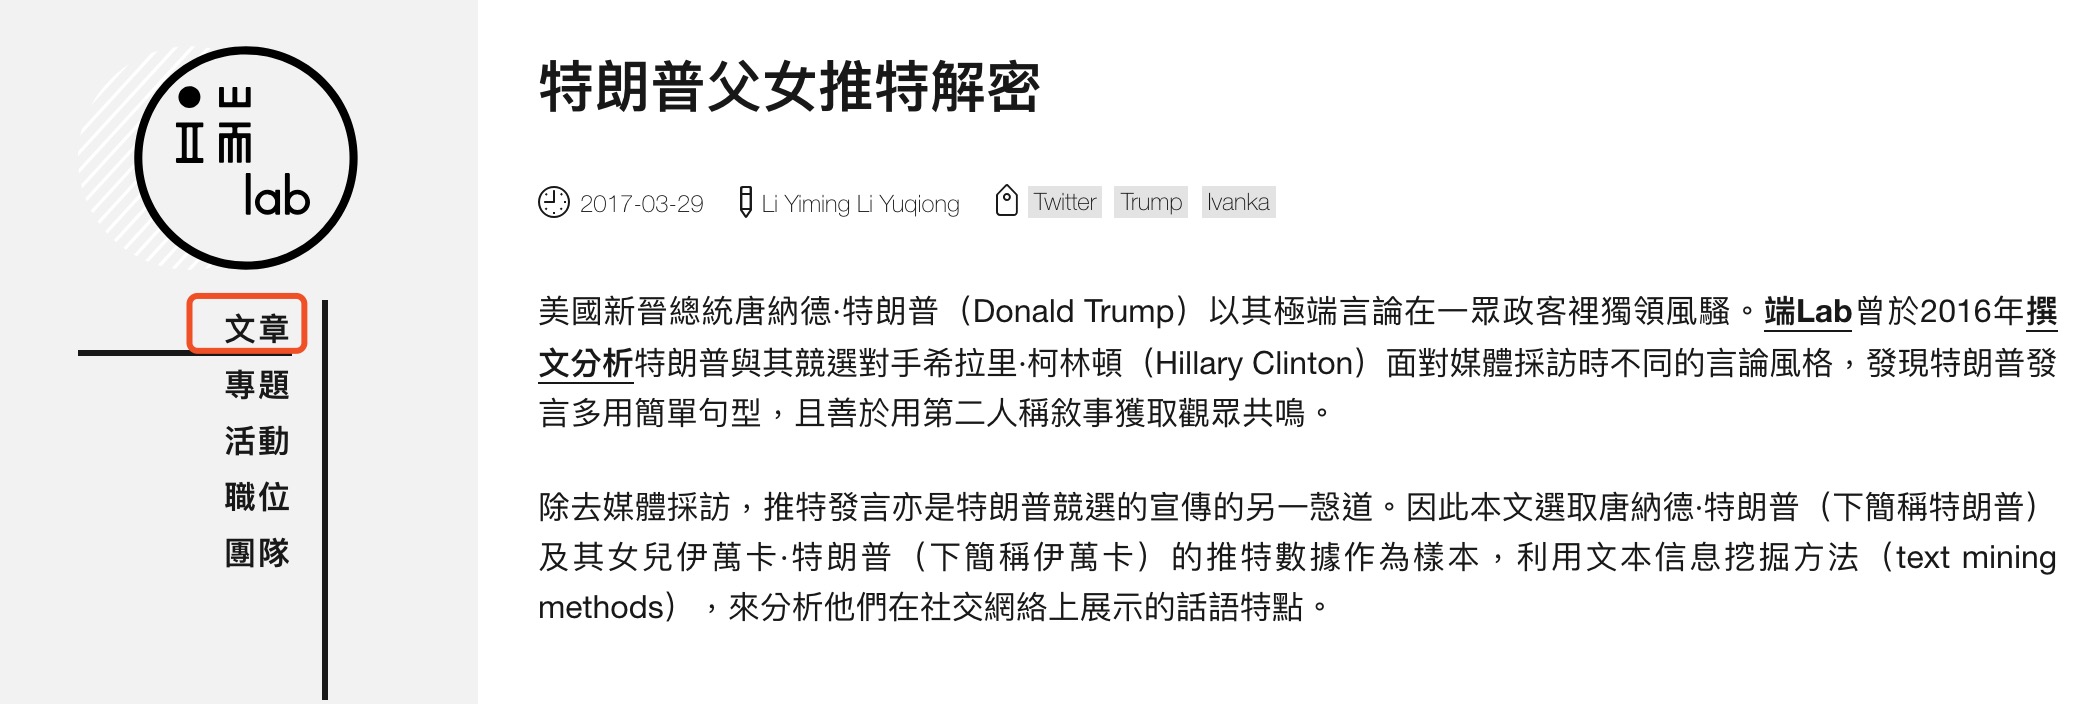 端
lab
文章
專題
活動
職位
團隊
特朗普父女推特解密
2017-03-29 Li Yiming Li Yuqiong Twitter Trump Ivanka
美國新晉總統唐納德·特朗普（Donald Trump）以其極端言論在一眾政客裡獨領風騷。端Lab曾於2016年撰
文分析特朗普與其競選對手希拉里·柯林頓（Hillary Clinton）面對媒體採訪時不同的言論風格，發現特朗普發
言多用簡單句型，且善於用第二人稱敘事獲取觀眾共鳴。
除去媒體採訪，推特發言亦是特朗普競選的宣傳的另一愨道。因此本文選取唐納德·特朗普（下簡稱特朗普）
及其女兒伊萬卡·特朗普（下簡稱伊萬卡）的推特數據作為樣本，利用文本信息挖掘方法（text mining
methods），來分析他們在社交網絡上展示的話語特點。